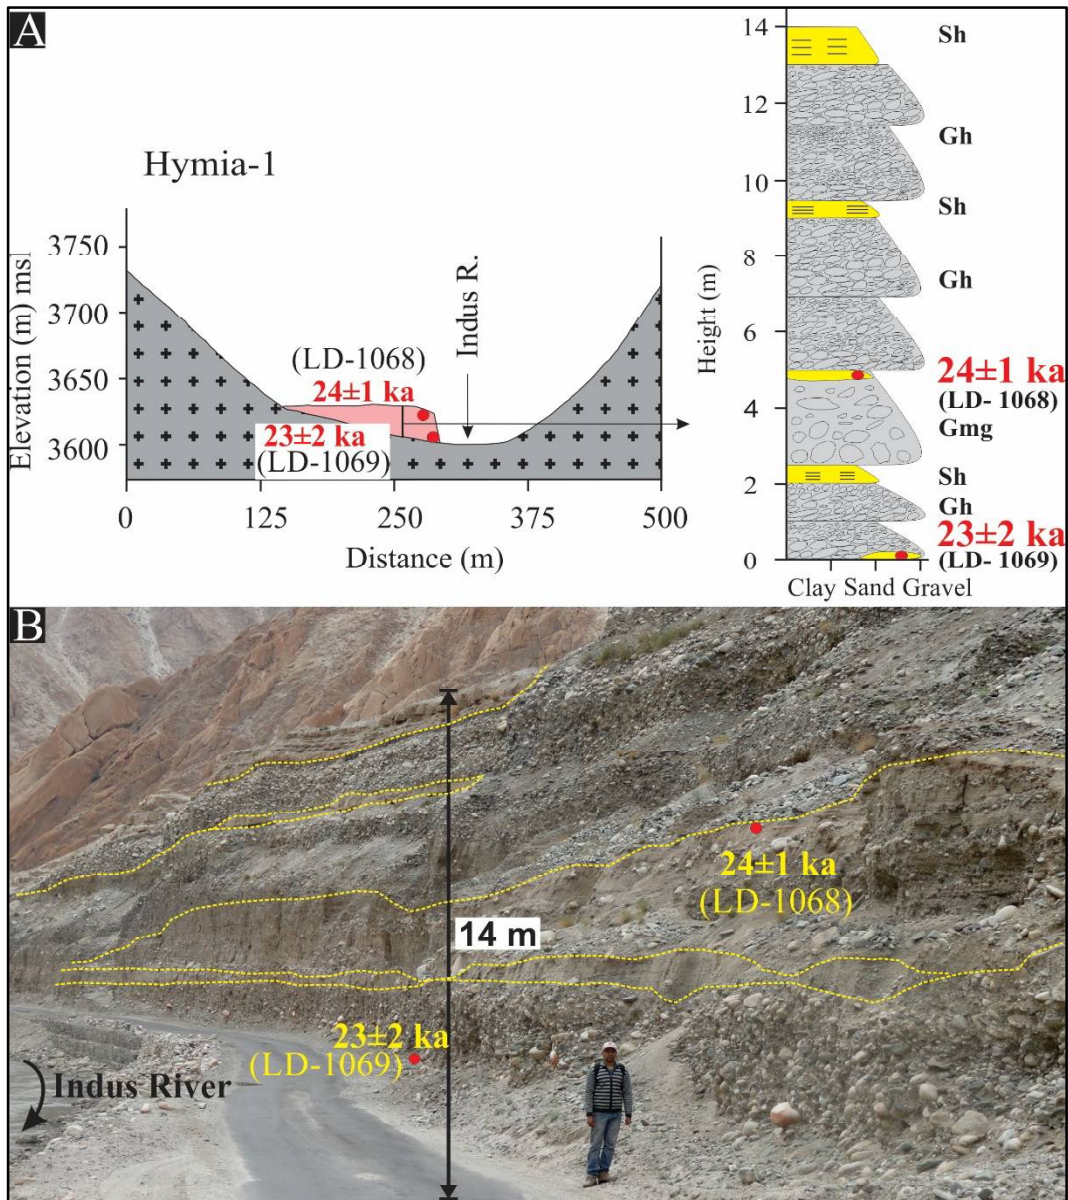 A
Hymia-1
Elevation (m) msl
3750
3700
3650
3600
(LD-1068)
24±1 ka
23±2 ka
(LD-1069)
Indus R.
0
125
250
375
500
Distance (m)
Height (m)
14
12
10
8
6
4
2
0
Sh
Gh
Sh
Gh
24±1 ka
(LD- 1068)
Gmg
Sh
Gh
23±2 ka
(LD- 1069)
Clay Sand Gravel
B
24±1 ka
(LD-1068)
14 m
23±2 ka
(LD-1069)
Indus River